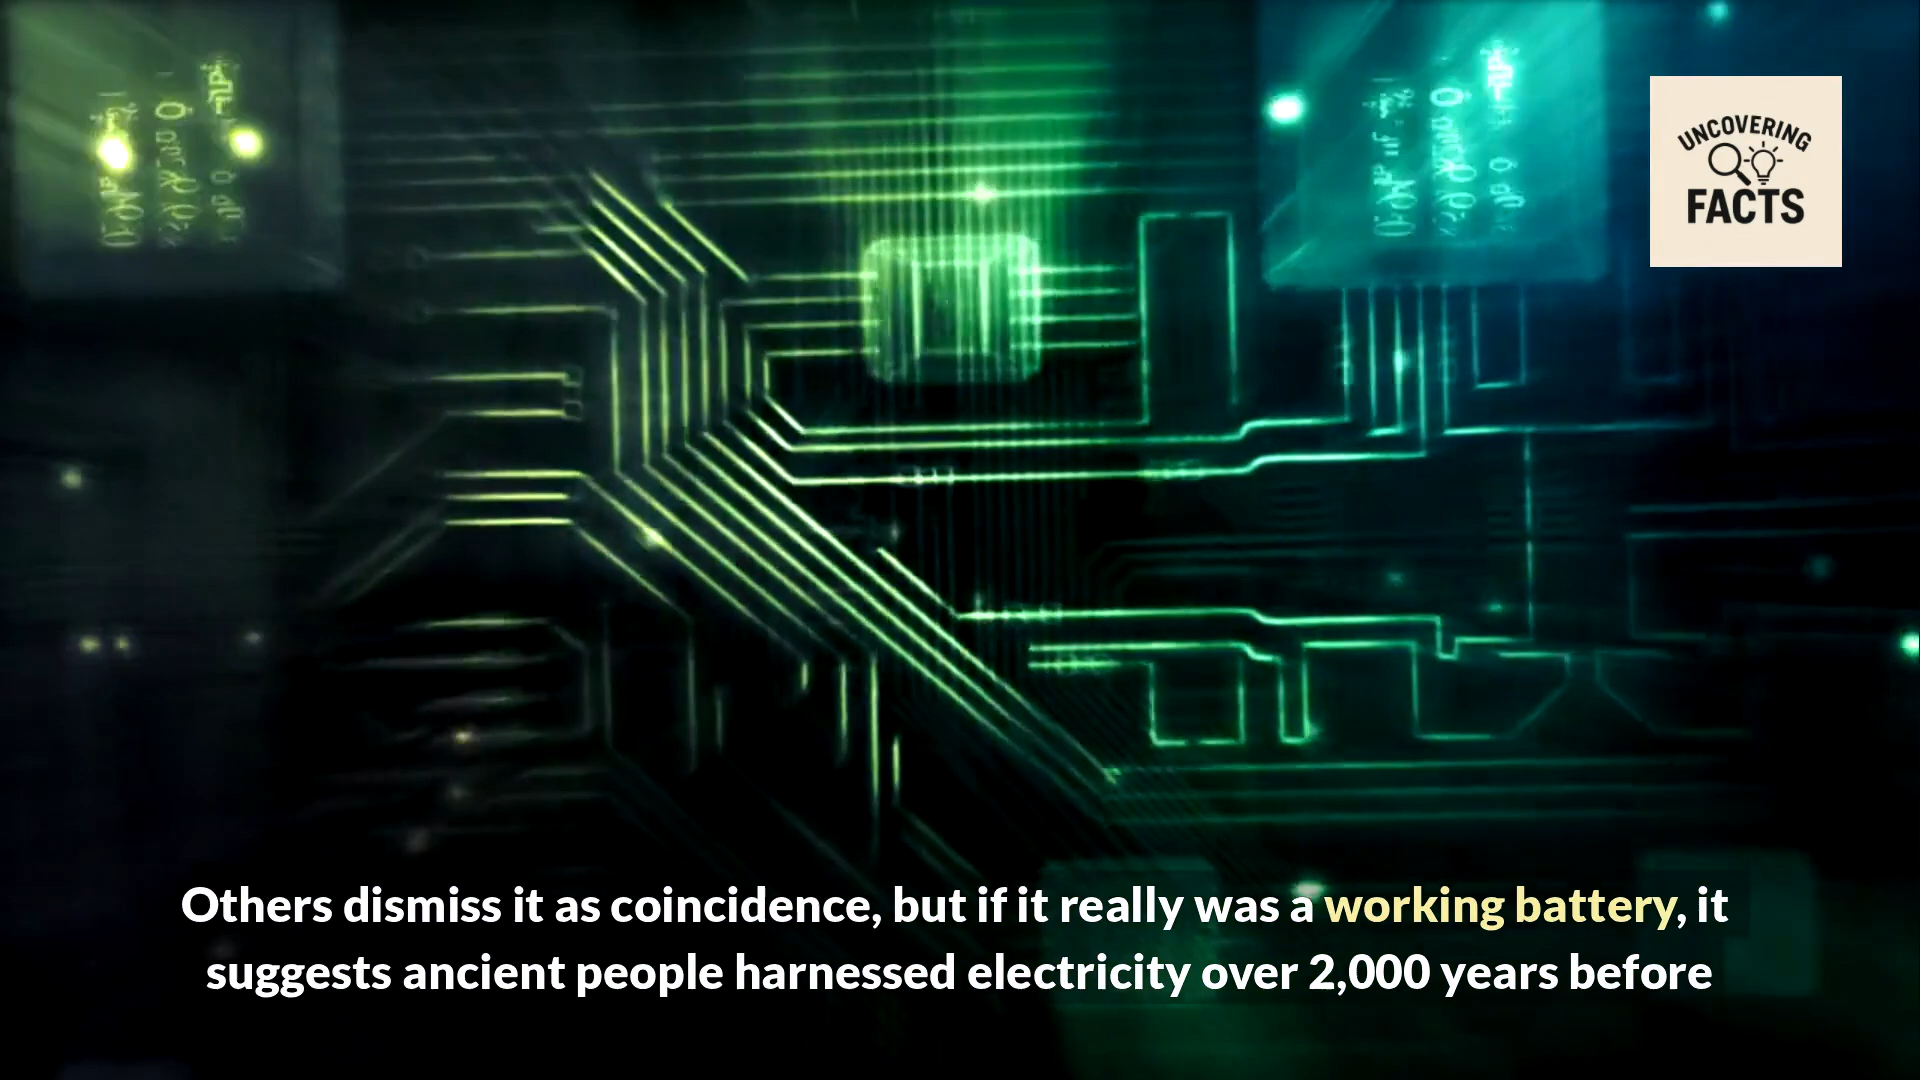 UNCOVERING
FACTS
Others dismiss it as coincidence, but if it really was a working battery, it
suggests ancient people harnessed electricity over 2,000 years before